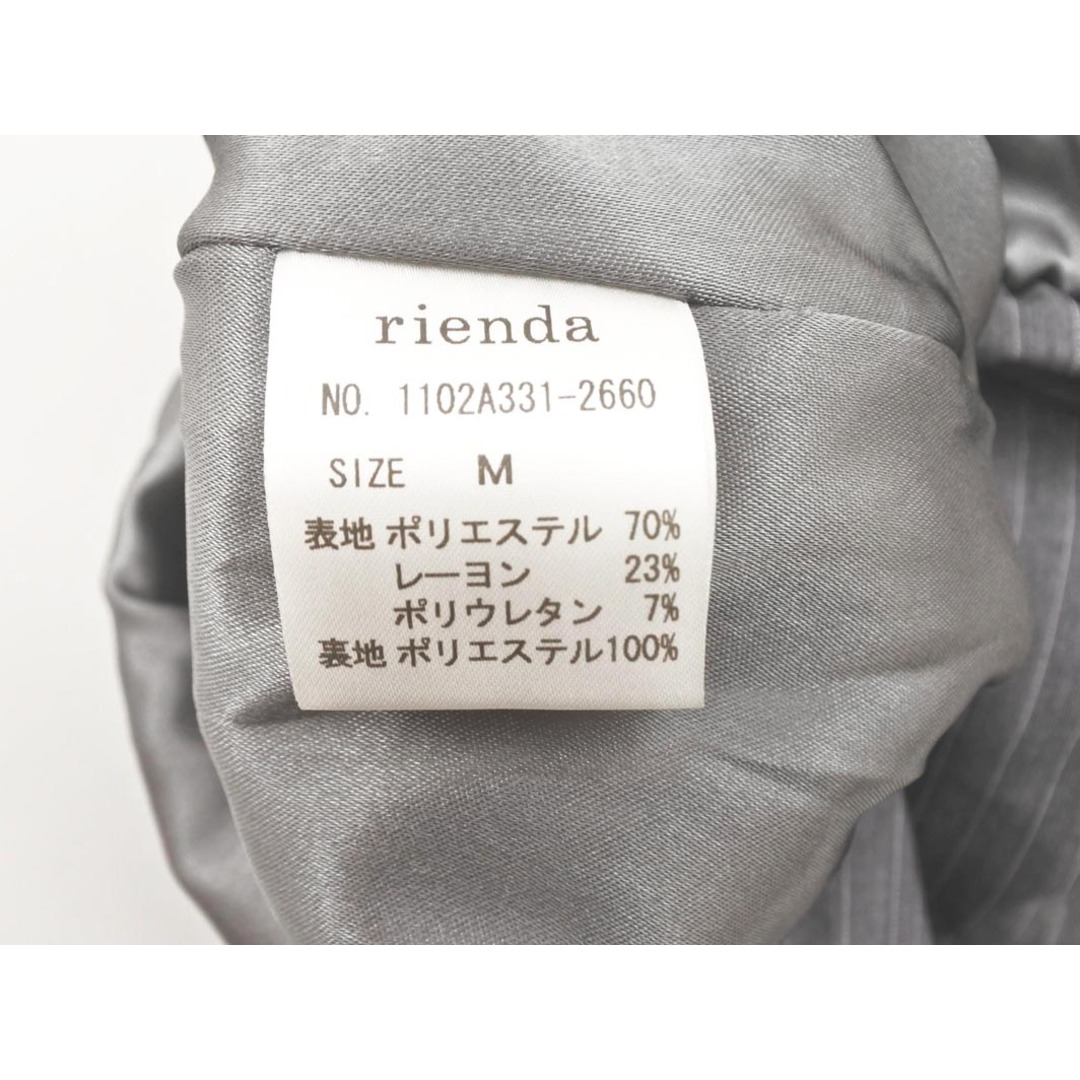 rienda
NO. 1102A331-2660
SIZE M
表地 ポリエステル 70%
レーヨン 23%
ポリウレタン 7%
裏地 ポリエステル100%